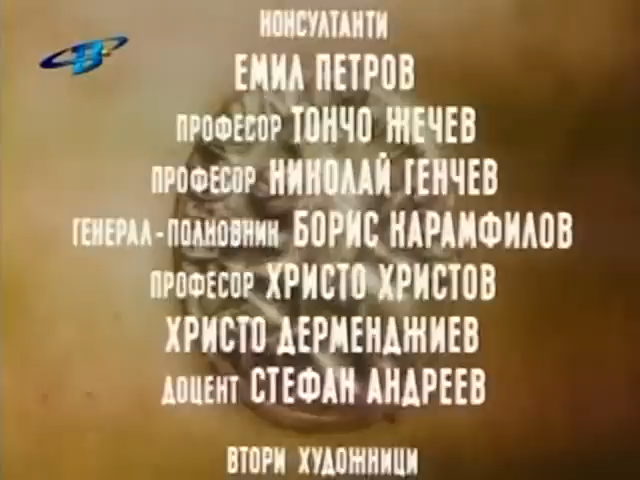 КОНСУЛТАНТИ
ЕМИЛ ПЕТРОВ
ПРОФЕСОР ТОНЧО ЖЕЧЕВ
ПРОФЕСОР НИКОЛАЙ ГЕНЧЕВ
ГЕНЕРАЛ-ПОЛКОВНИК БОРИС КАРАМФИЛОВ
ПРОФЕСОР ХРИСТО ХРИСТОВ
ХРИСТО ДЕРМЕНДЖИЕВ
ДОЦЕНТ СТЕФАН АНДРЕЕВ
ВТОРИ ХУДОЖНИЦИ